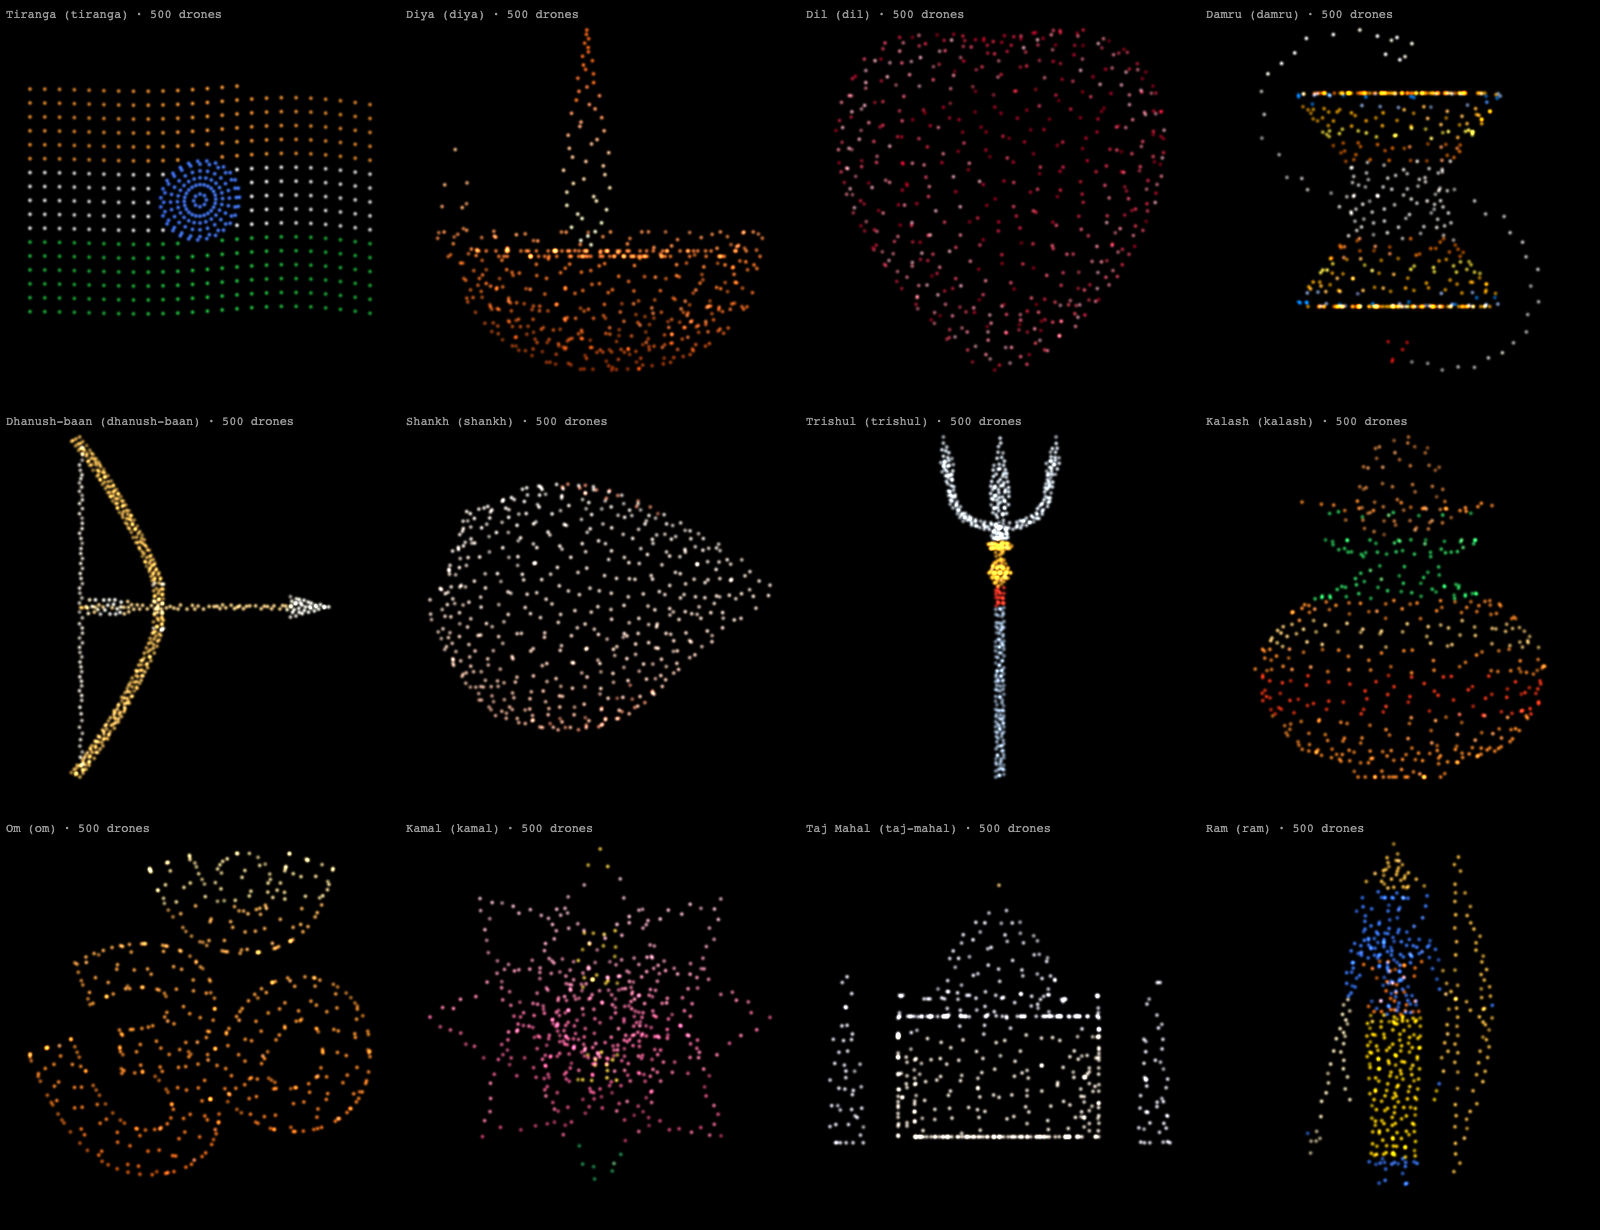 Tiranga (tiranga) · 500 drones
Diya (diya) · 500 drones
Dil (dil) · 500 drones
Damru (damru) · 500 drones
Dhanush-baan (dhanush-baan) · 500 drones
Shankh (shankh) · 500 drones
Trishul (trishul) · 500 drones
Kalash (kalash) · 500 drones
Om (om) · 500 drones
Kamal (kamal) · 500 drones
Taj Mahal (taj-mahal) · 500 drones
Ram (ram) · 500 drones